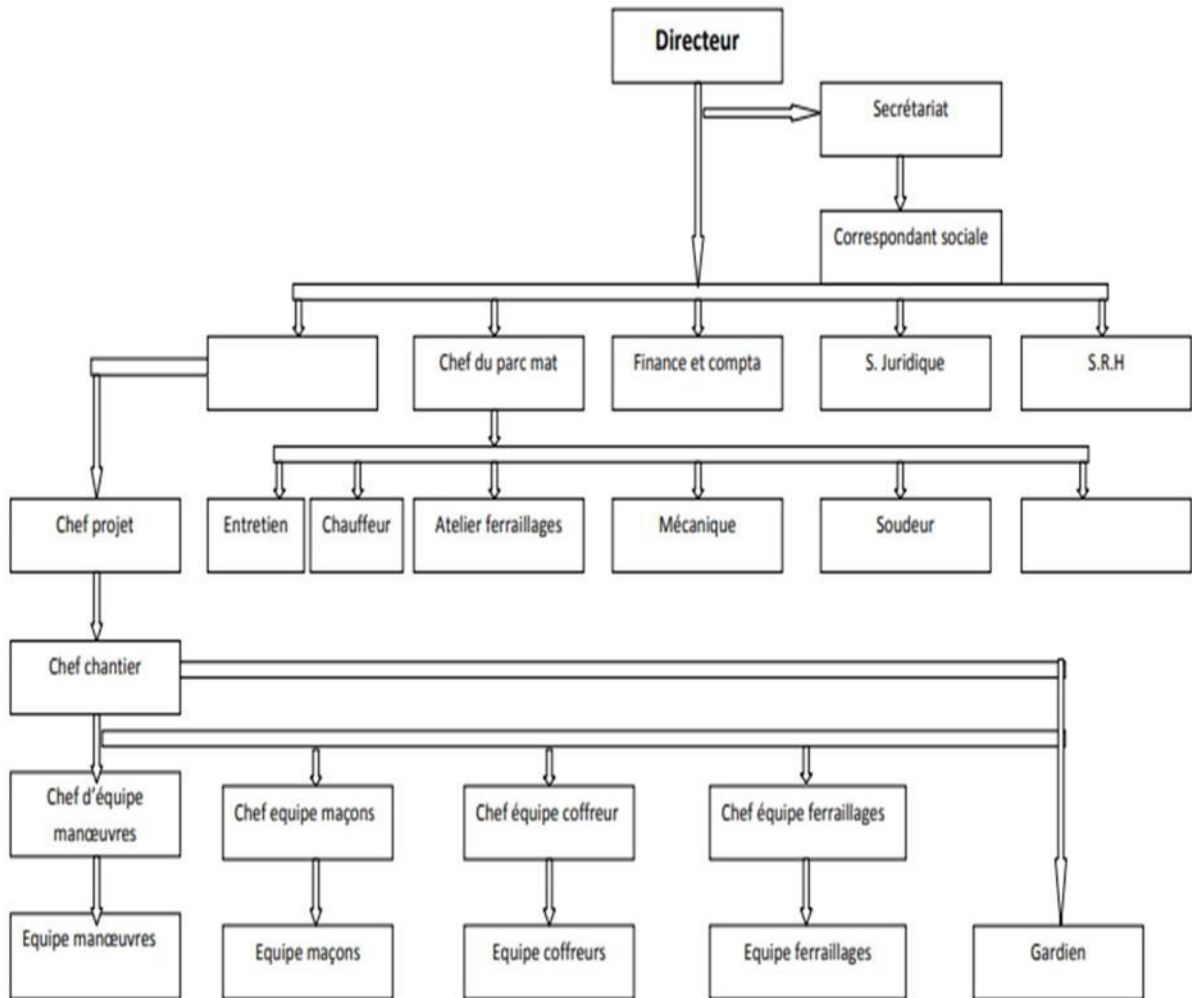 Directeur
Secrétariat
Correspondant sociale
Chef du parc mat
Finance et compta
S. Juridique
S.R.H
Chef projet
Entretien
Chauffeur
Atelier ferraillages
Mécanique
Soudeur
Chef chantier
Chef d'équipe
manœuvres
Chef equipe maçons
Chef équipe coffreur
Chef équipe ferraillages
Equipe manœuvres
Equipe maçons
Equipe coffreurs
Equipe ferraillages
Gardien